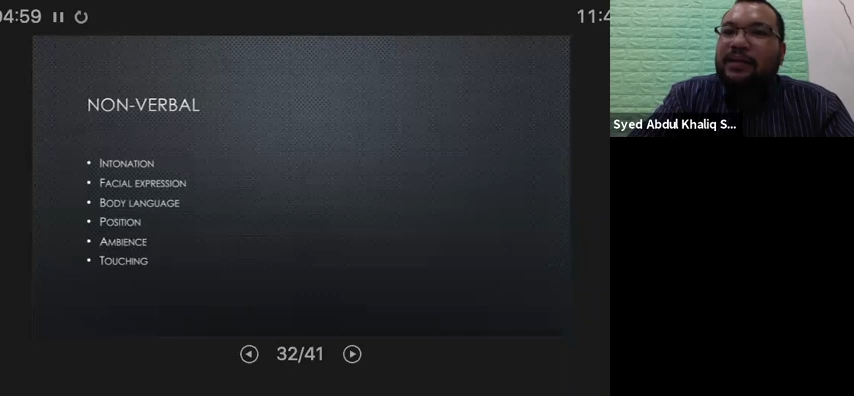 04:59
11:4
NON-VERBAL
• INTONATION
• FACIAL EXPRESSION
• BODY LANGUAGE
• POSITION
• AMBIENCE
• TOUCHING
32/41
Syed Abdul Khaliq S...